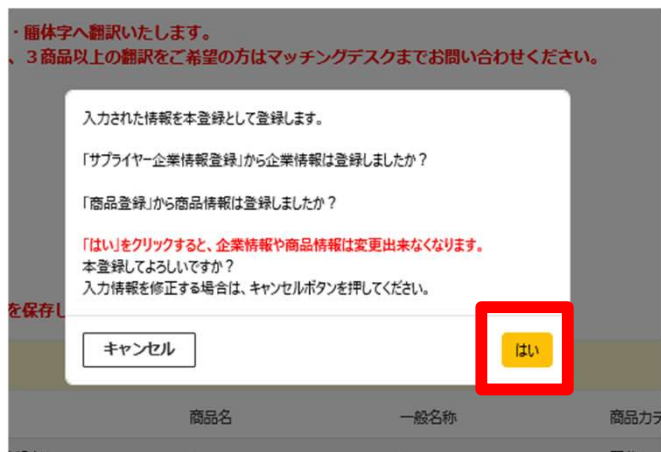 ・簡体字へ翻訳いたします。
、３商品以上の翻訳をご希望の方はマッチングデスクまでお問い合わせください。
入力された情報を本登録として登録します。
「サプライヤー企業情報登録」から企業情報は登録しましたか？
「商品登録」から商品情報は登録しましたか？
「はい」をクリックすると、企業情報や商品情報は変更出来なくなります。
本登録してよろしいですか？
入力情報を修正する場合は、キャンセルボタンを押してください。
を保存し
キャンセル
はい
商品名 一般名称 商品カテ